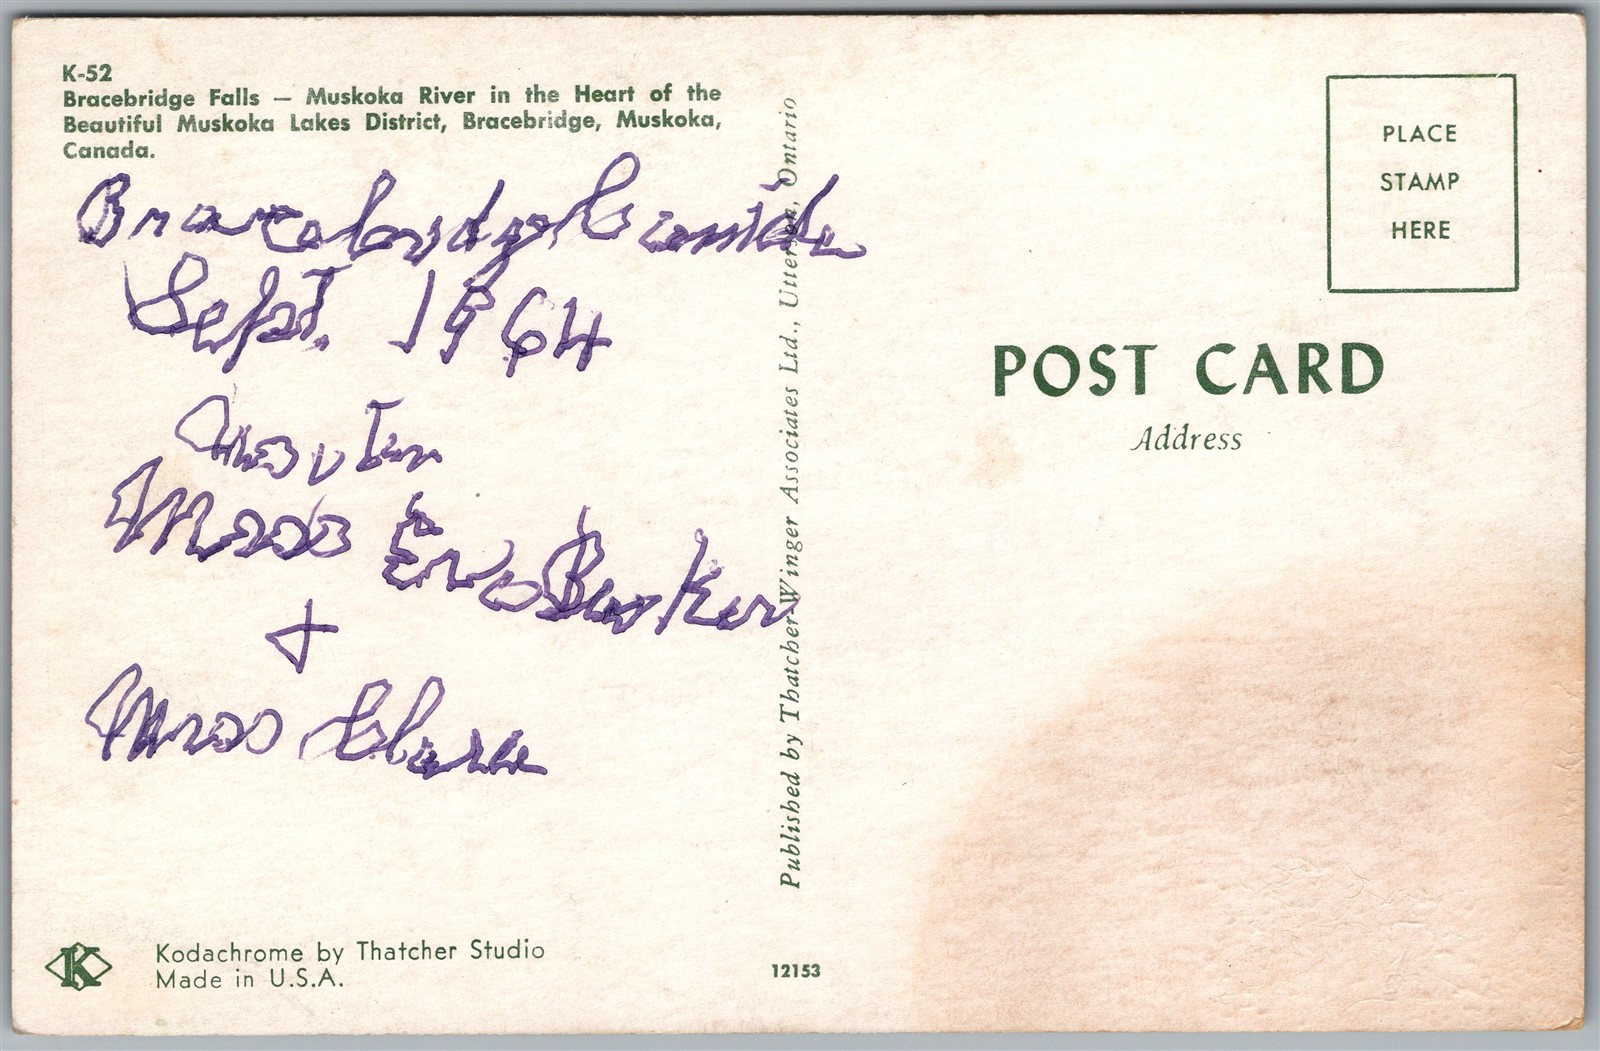 K-52
Bracebridge Falls — Muskoka River in the Heart of the
Beautiful Muskoka Lakes District, Bracebridge, Muskoka,
Canada.
Sept. 1964
Barker
+
Kodachrome by Thatcher Studio
Made in U.S.A.
Published by Thatcher-Winger Associates Ltd., Utterson, Ontario
12153
PLACE
STAMP
HERE
POST CARD
Address
K